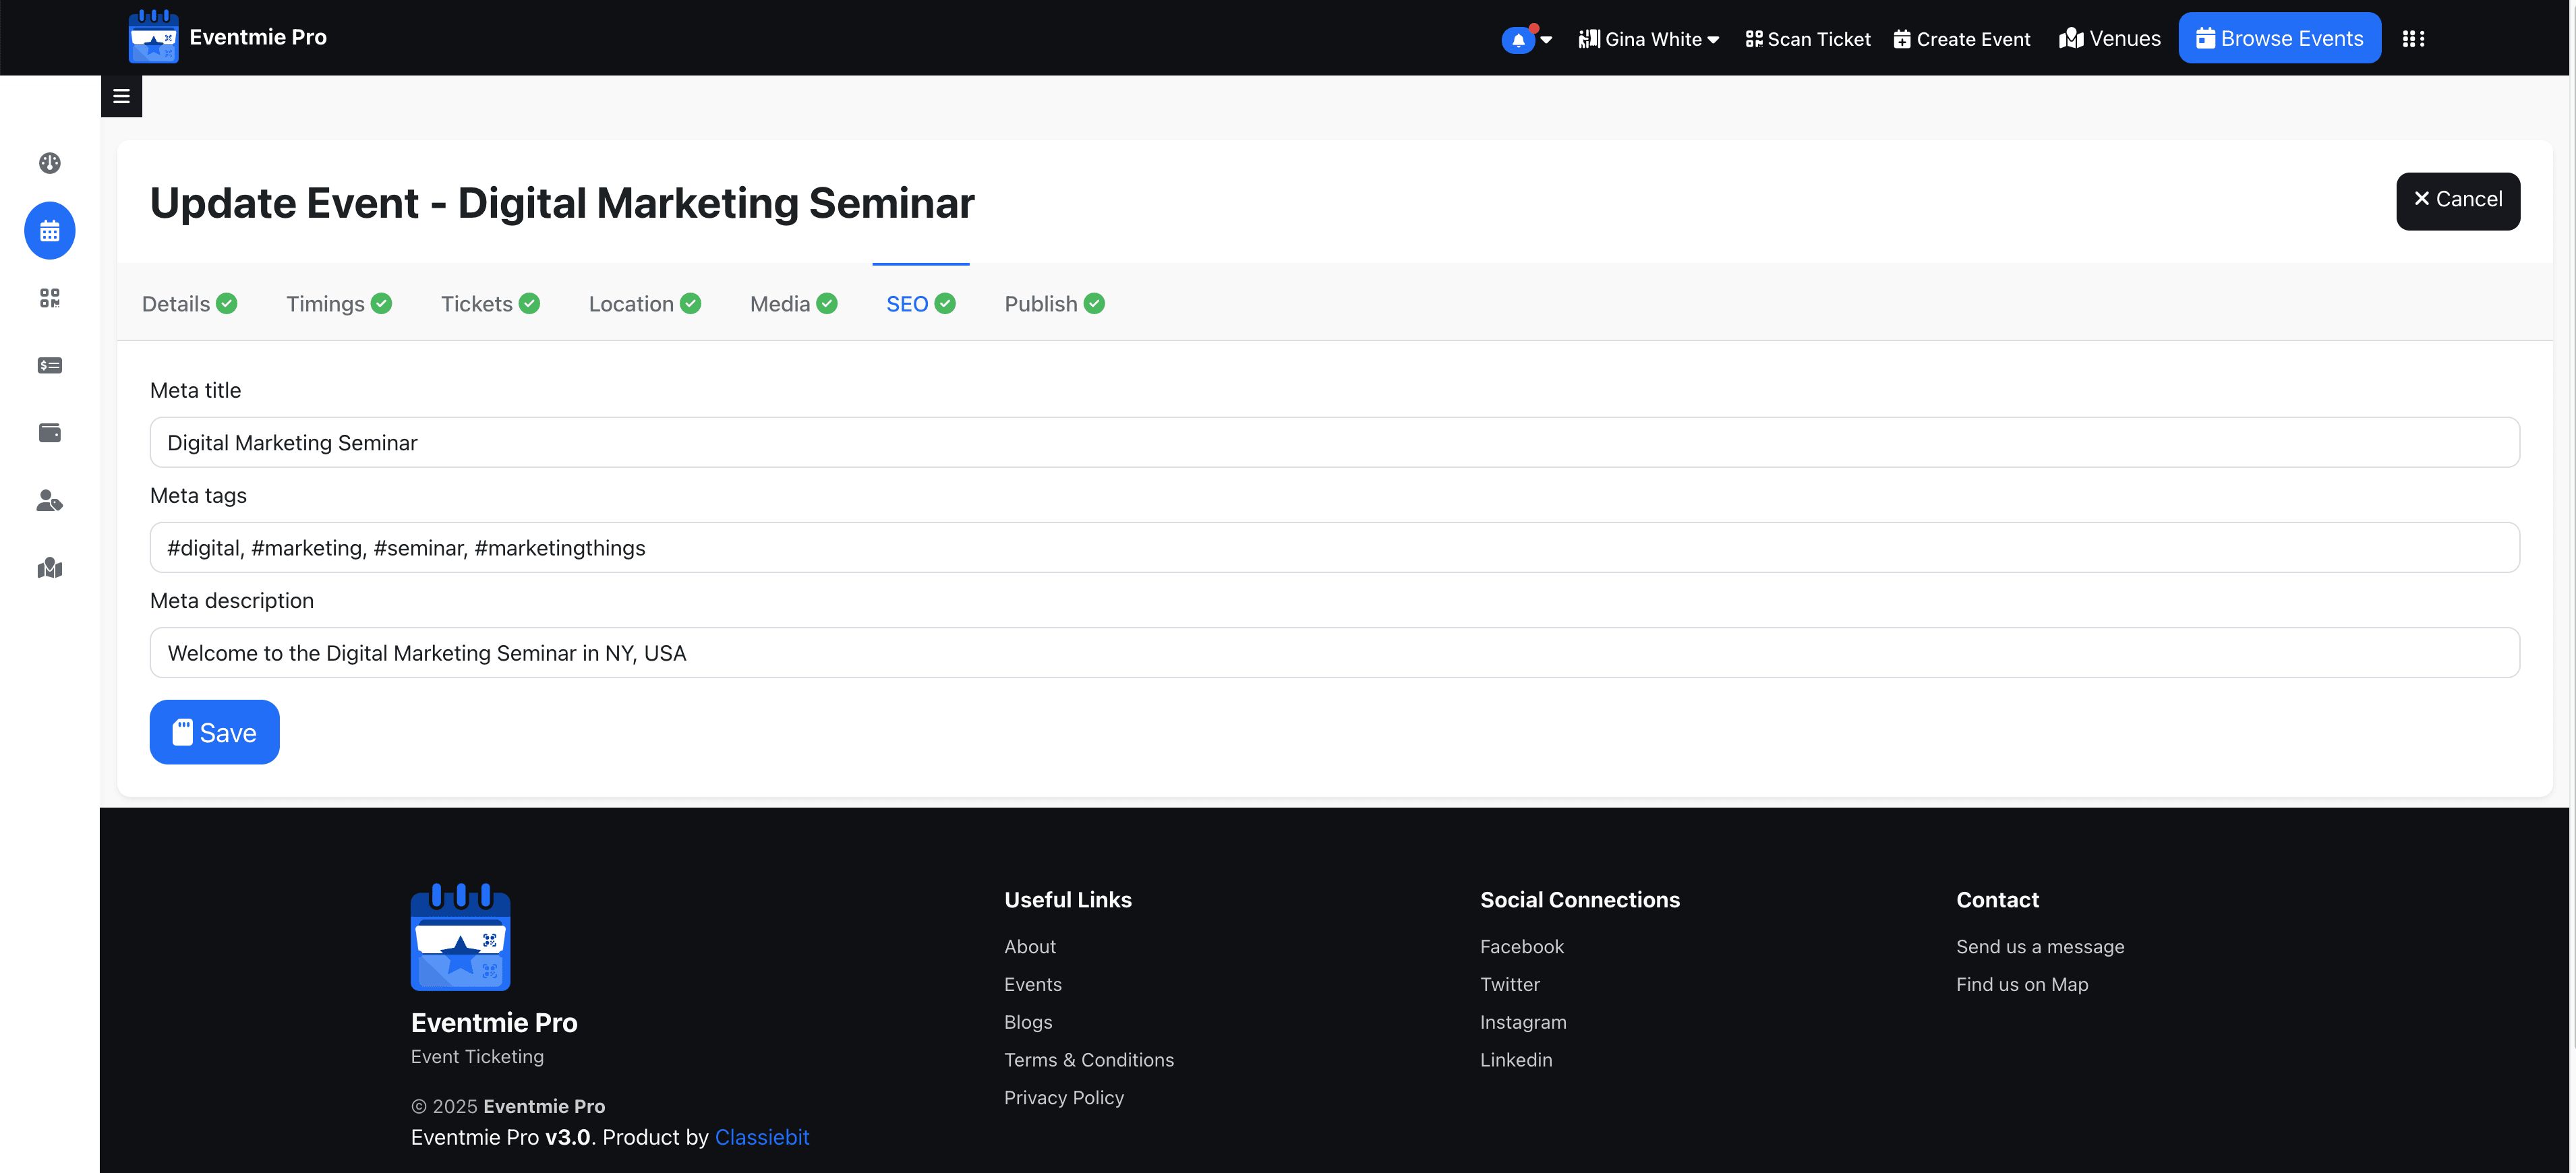 Eventmie Pro
Gina White
Scan Ticket
Create Event
Venues
Browse Events
Update Event - Digital Marketing Seminar
Cancel
Details
Timings
Tickets
Location
Media
SEO
Publish
Meta title
Digital Marketing Seminar
Meta tags
#digital, #marketing, #seminar, #marketingthings
Meta description
Welcome to the Digital Marketing Seminar in NY, USA
Save
Eventmie Pro
Event Ticketing
© 2025 Eventmie Pro
Eventmie Pro v3.0. Product by Classiebit
Useful Links
About
Events
Blogs
Terms & Conditions
Privacy Policy
Social Connections
Facebook
Twitter
Instagram
Linkedin
Contact
Send us a message
Find us on Map